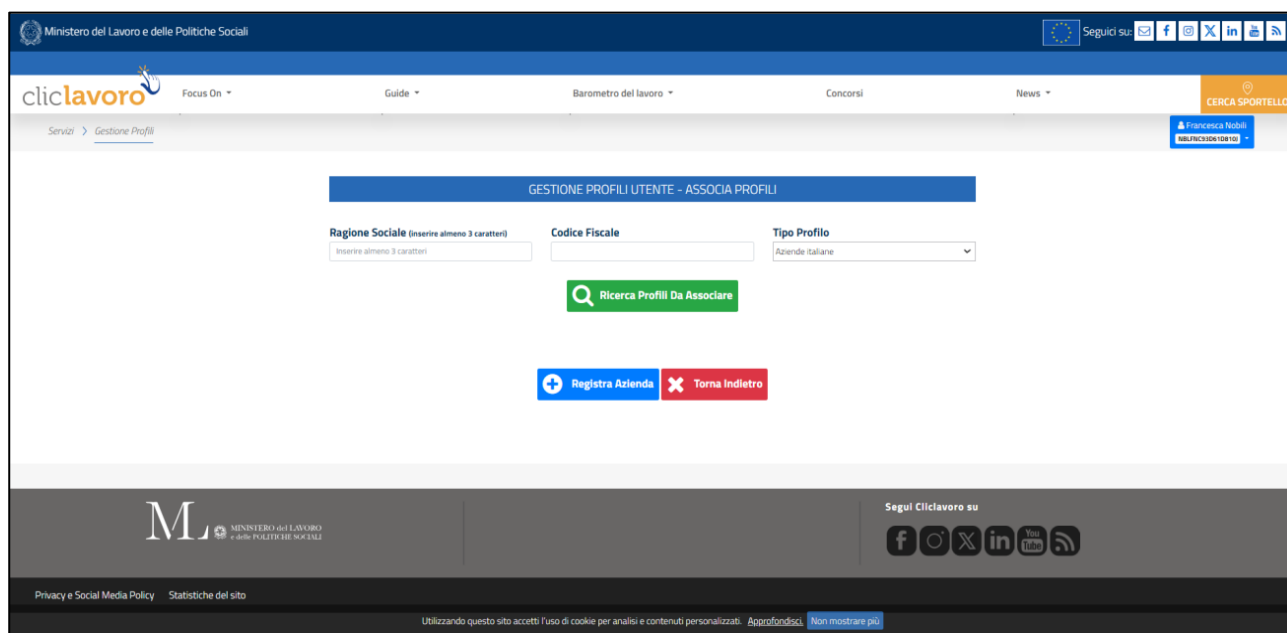 Ministero del Lavoro e delle Politiche Sociali
Seguici su:
cliclavoro
Focus On
Guide
Barometro del lavoro
Concorsi
News
CERCA SPORTELLO
Servizi
Gestione Profili
Francesca Nobili
NBLFNC93D61D810J
GESTIONE PROFILI UTENTE - ASSOCIA PROFILI
Ragione Sociale (inserire almeno 3 caratteri)
Codice Fiscale
Tipo Profilo
Inserire almeno 3 caratteri
Aziende italiane
Ricerca Profili Da Associare
Registra Azienda
Torna Indietro
ML
MINISTERO del LAVORO
e delle POLITICHE SOCIALI
Segui Cliclavoro su
You
Tube
Privacy e Social Media Policy
Statistiche del sito
Utilizzando questo sito accetti l'uso di cookie per analisi e contenuti personalizzati. Approfondisci. Non mostrare più